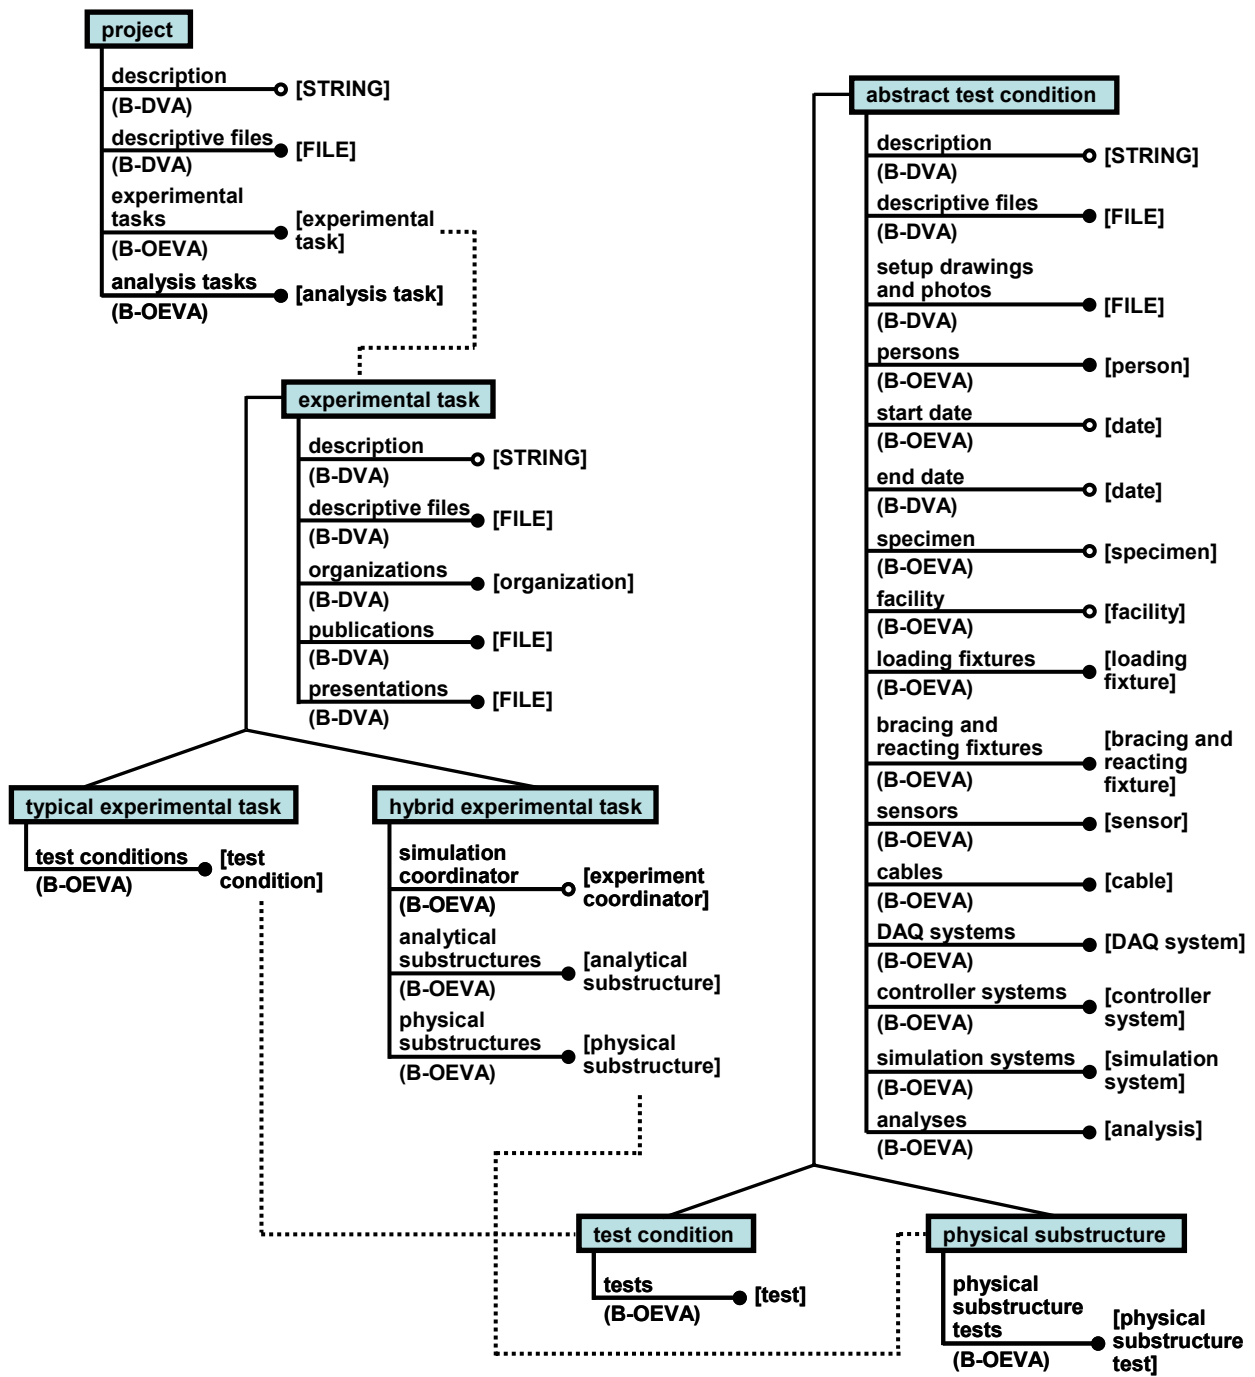 project
description
(B-DVA)
[STRING]
descriptive files
(B-DVA)
[FILE]
experimental
tasks
(B-OEVA)
[experimental
task]
analysis tasks
(B-OEVA)
[analysis task]
experimental task
description
(B-DVA)
[STRING]
descriptive files
(B-DVA)
[FILE]
organizations
(B-DVA)
[organization]
publications
(B-DVA)
[FILE]
presentations
(B-DVA)
[FILE]
typical experimental task
test conditions
(B-OEVA)
[test
condition]
hybrid experimental task
simulation
coordinator
(B-OEVA)
[experiment
coordinator]
analytical
substructures
(B-OEVA)
[analytical
substructure]
physical
substructures
(B-OEVA)
[physical
substructure]
abstract test condition
description
(B-DVA)
[STRING]
descriptive files
(B-DVA)
[FILE]
setup drawings
and photos
(B-DVA)
[FILE]
persons
(B-OEVA)
[person]
start date
(B-OEVA)
[date]
end date
(B-DVA)
[date]
specimen
(B-OEVA)
[specimen]
facility
(B-OEVA)
[facility]
loading fixtures
(B-OEVA)
[loading
fixture]
bracing and
reacting fixtures
(B-OEVA)
[bracing and
reacting
fixture]
sensors
(B-OEVA)
[sensor]
cables
(B-OEVA)
[cable]
DAQ systems
(B-OEVA)
[DAQ system]
controller systems
(B-OEVA)
[controller
system]
simulation systems
(B-OEVA)
[simulation
system]
analyses
(B-OEVA)
[analysis]
test condition
tests
(B-OEVA)
[test]
physical substructure
physical
substructure
tests
(B-OEVA)
[physical
substructure
test]